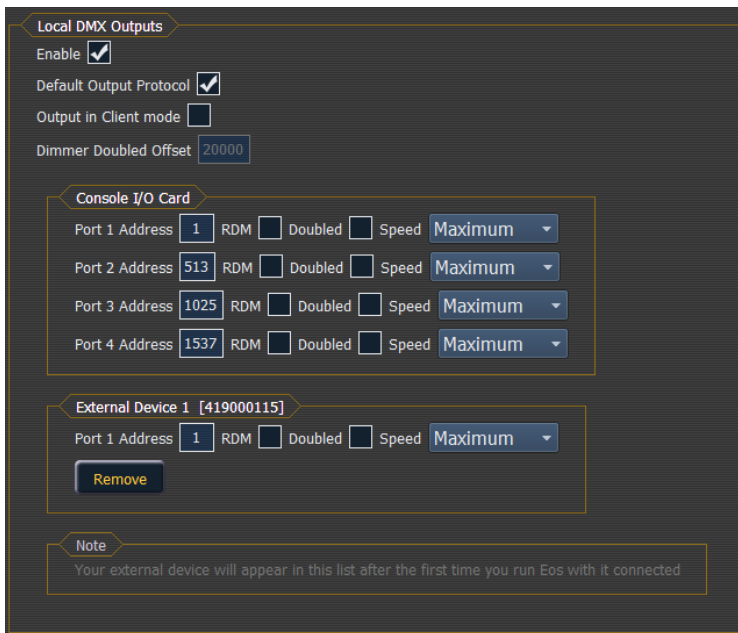 Local DMX Outputs
Enable
Default Output Protocol
Output in Client mode
Dimmer Doubled Offset 20000
Console I/O Card
Port 1 Address 1 RDM Doubled Speed Maximum
Port 2 Address 513 RDM Doubled Speed Maximum
Port 3 Address 1025 RDM Doubled Speed Maximum
Port 4 Address 1537 RDM Doubled Speed Maximum
External Device 1 [419000115]
Port 1 Address 1 RDM Doubled Speed Maximum
Remove
Note
Your external device will appear in this list after the first time you run Eos with it connected